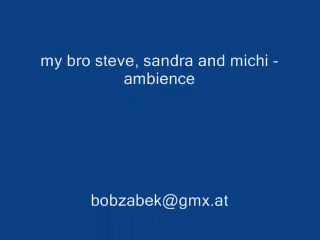 my bro steve, sandra and michi -
ambience
bobzabek@gmx.at